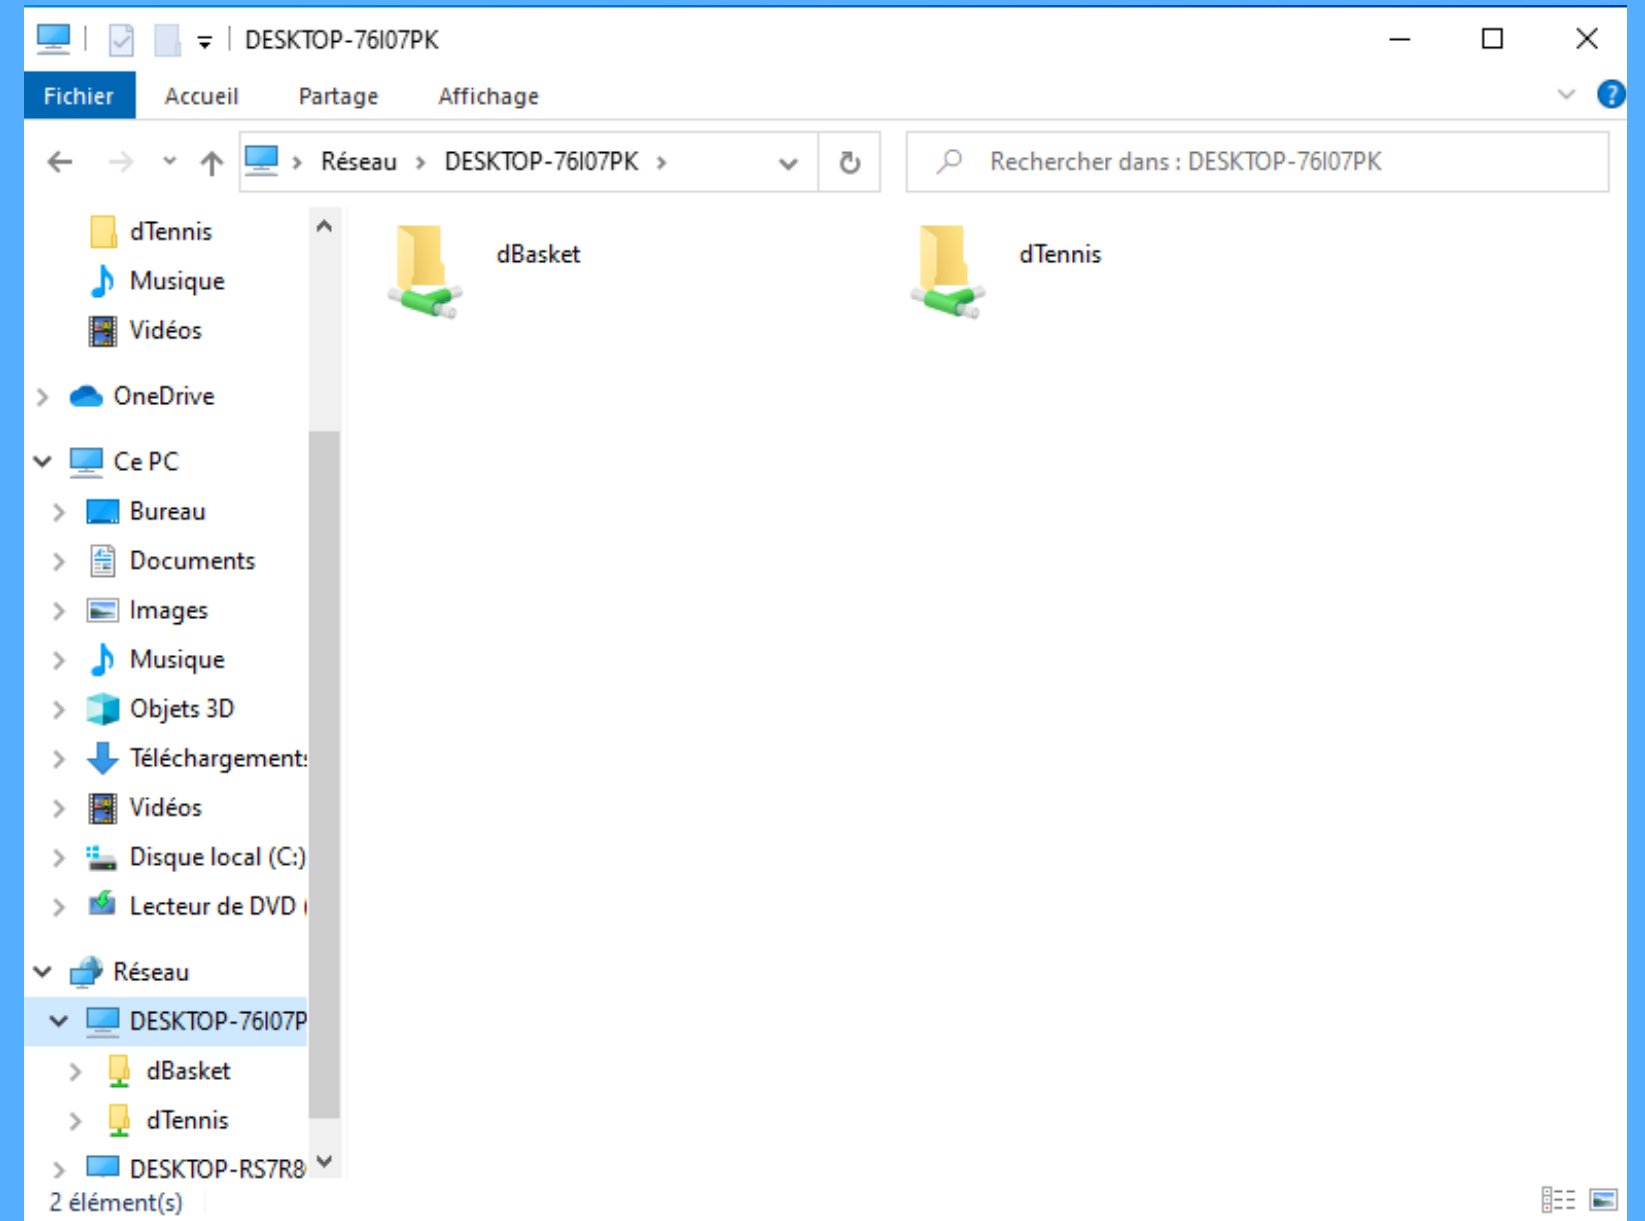 DESKTOP-76I07PK
Fichier Accueil Partage Affichage
Réseau DESKTOP-76I07PK
Rechercher dans : DESKTOP-76I07PK
dTennis
Musique
Vidéos
OneDrive
Ce PC
Bureau
Documents
Images
Musique
Objets 3D
Téléchargements
Vidéos
Disque local (C:)
Lecteur de DVD (
Réseau
DESKTOP-76I07P
dBasket
dTennis
DESKTOP-RS7R8
dBasket
dTennis
2 élément(s)